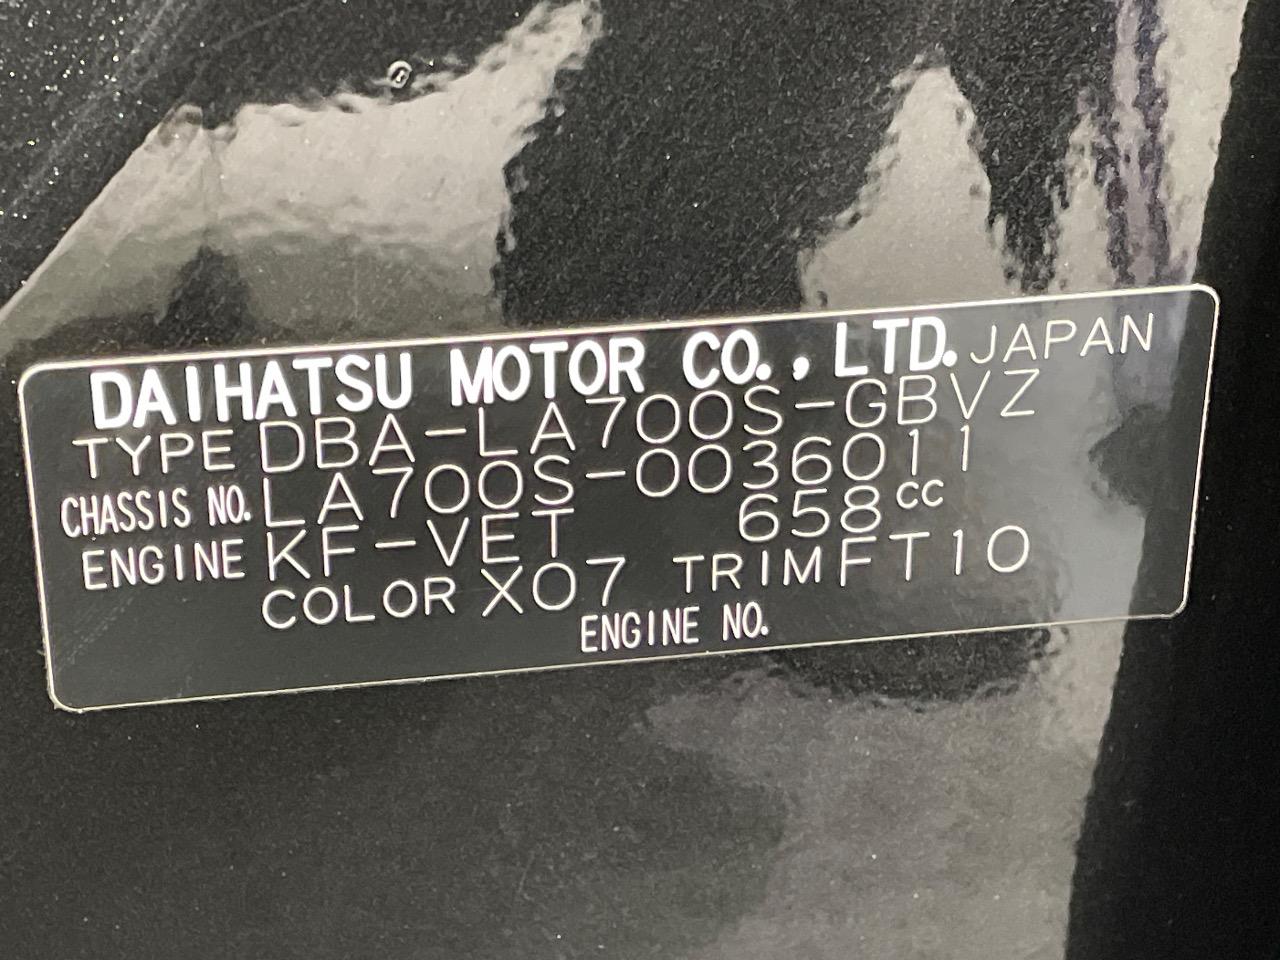 DAIHATSU MOTOR CO., LTD. JAPAN
TYPE DBA-LA700S-GBVZ
CHASSIS NO. LA700S-0036011
ENGINE KF-VET 658cc
COLOR X07 TRIM FT10
ENGINE NO.